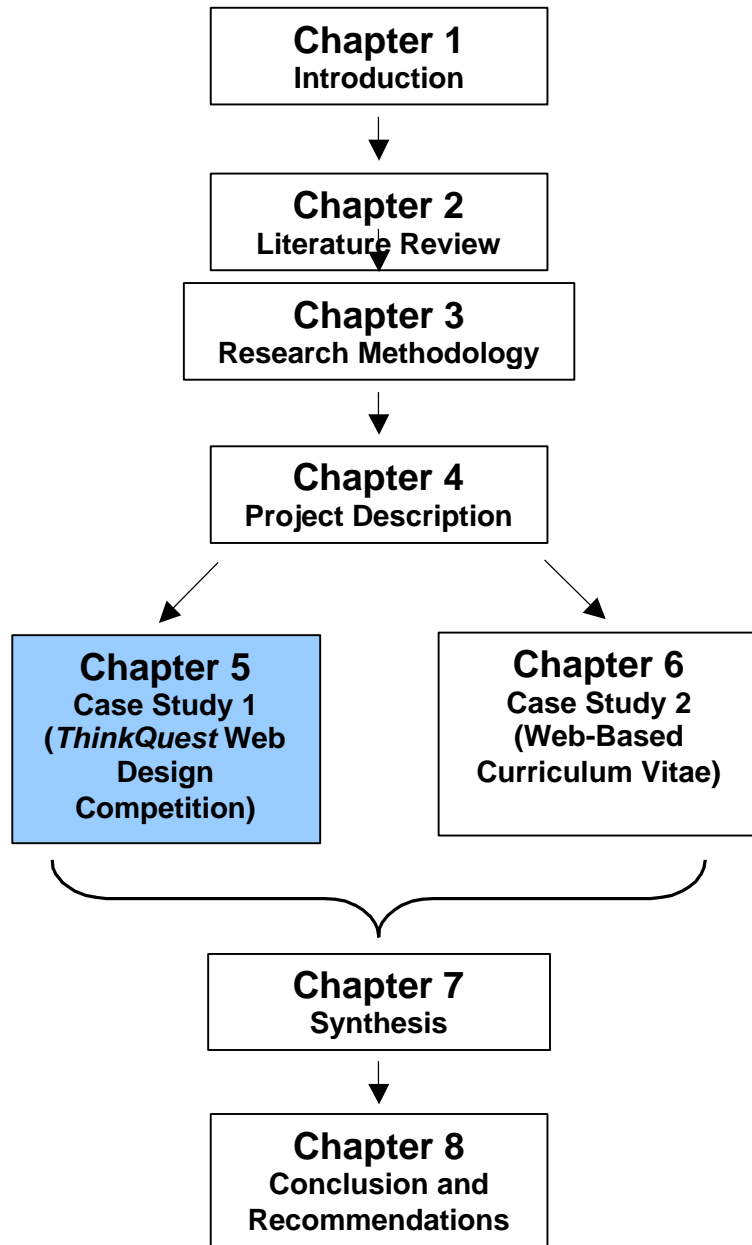 Chapter 1
Introduction
Chapter 2
Literature Review
Chapter 3
Research Methodology
Chapter 4
Project Description
Chapter 5
Case Study 1
(ThinkQuest Web
Design
Competition)
Chapter 6
Case Study 2
(Web-Based
Curriculum Vitae)
Chapter 7
Synthesis
Chapter 8
Conclusion and
Recommendations